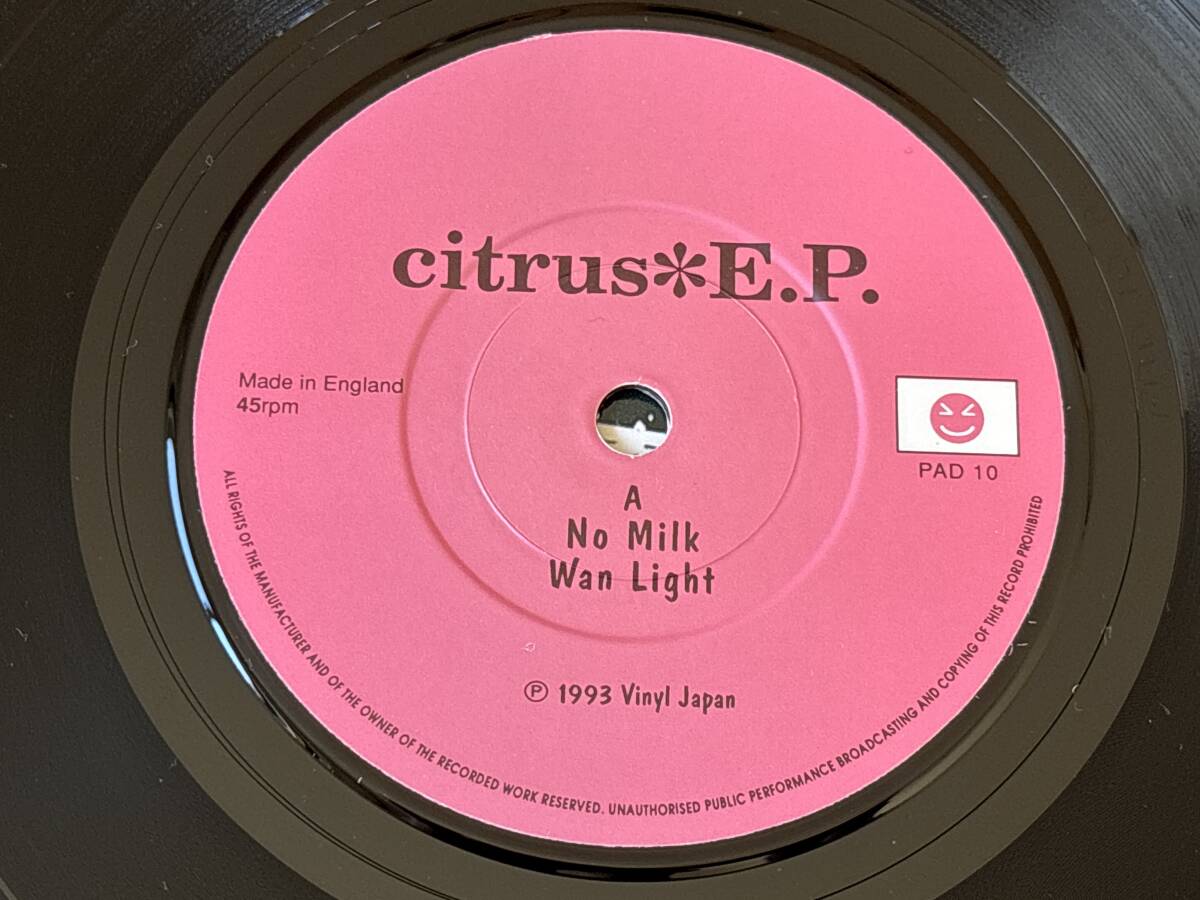 citrus*E.P.
Made in England
45rpm
PAD 10
A
No Milk
Wan Light
℗ 1993 Vinyl Japan
ALL RIGHTS OF THE MANUFACTURER AND OF THE OWNER OF THE RECORDED WORK RESERVED. UNAUTHORISED PUBLIC PERFORMANCE BROADCASTING AND COPYING OF THIS RECORD PROHIBITED